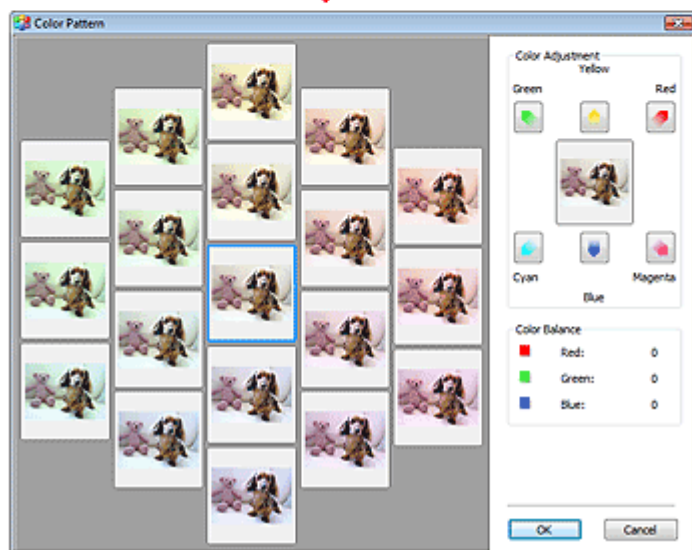 Color Pattern
Color Adjustment
Yellow
Green Red
Cyan Magenta
Blue
Color Balance
Red: 0
Green: 0
Blue: 0
OK Cancel